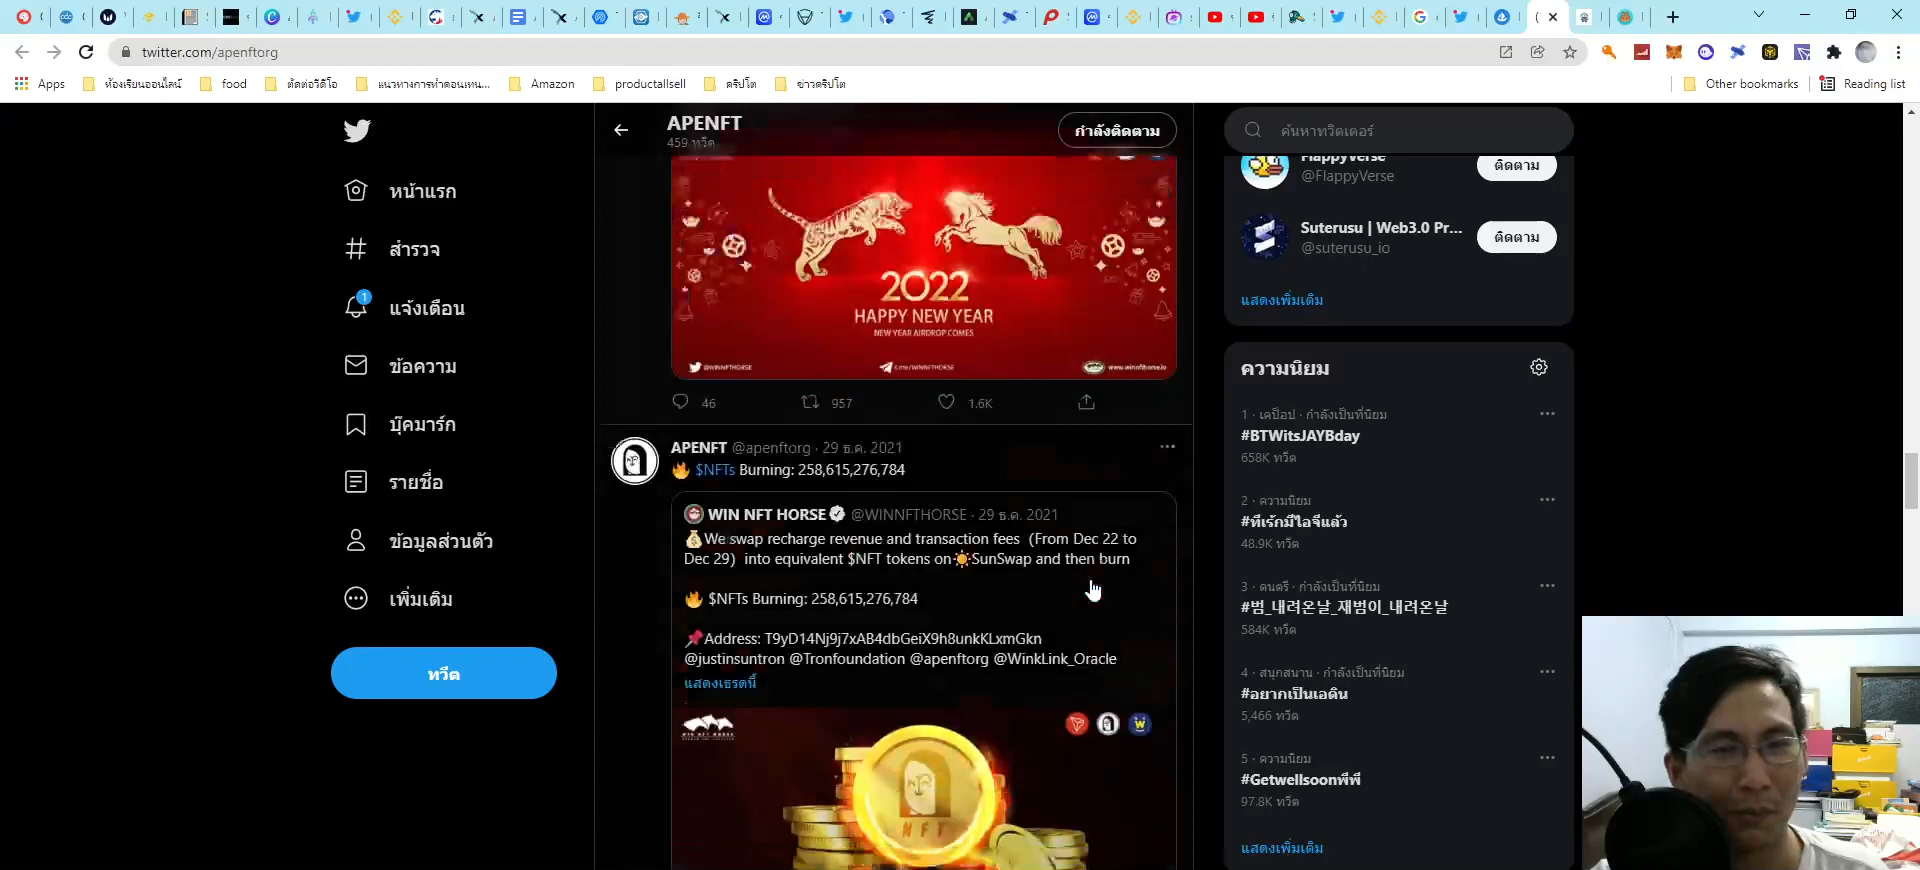 twitter.com/apenftorg
Apps
ห้องเรียนออนไลน์
food
ตัดต่อวีดีโอ
แนวทางการทำคอนเทน...
Amazon
productallsell
คริปโต
ข่าวคริปโต
Other bookmarks
Reading list
หน้าแรก
สำรวจ
1
แจ้งเตือน
ข้อความ
บุ๊คมาร์ก
รายชื่อ
ข้อมูลส่วนตัว
เพิ่มเติม
ทวีต
APENFT
459 ทวีต
กำลังติดตาม
2022
HAPPY NEW YEAR
NEW YEAR AIRDROP COMES
@WINNFTHORSE
t.me/WINNFTHORSE
www.winnfthorse.io
46
957
1.6K
APENFT @apenftorg · 29 ธ.ค. 2021
🔥 $NFTs Burning: 258,615,276,784
WIN NFT HORSE @WINNFTHORSE · 29 ธ.ค. 2021
💰We swap recharge revenue and transaction fees （From Dec 22 to
Dec 29） into equivalent $NFT tokens on☀️SunSwap and then burn
🔥 $NFTs Burning: 258,615,276,784
📌Address: T9yD14Nj9j7xAB4dbGeiX9h8unkKLxmGkn
@justinsuntron @Tronfoundation @apenftorg @WinkLink_Oracle
แสดงเธรดนี้
WIN NFT HORSE
NFT
ค้นหาทวิตเตอร์
FlappyVerse
@FlappyVerse
ติดตาม
Suterusu | Web3.0 Pr...
@suterusu_io
ติดตาม
แสดงเพิ่มเติม
ความนิยม
1 · เคป็อป · กำลังเป็นที่นิยม
#BTWitsJAYBday
658K ทวีต
2 · ความนิยม
#ที่เร้กมีไอจีแล้ว
48.9K ทวีต
3 · ดนตรี · กำลังเป็นที่นิยม
#범_내려온날_재범이_내려온날
584K ทวีต
4 · สนุกสนาน · กำลังเป็นที่นิยม
#อยากเป็นเอดิน
5,466 ทวีต
5 · ความนิยม
#Getwellsoonพีพี
97.8K ทวีต
แสดงเพิ่มเติม